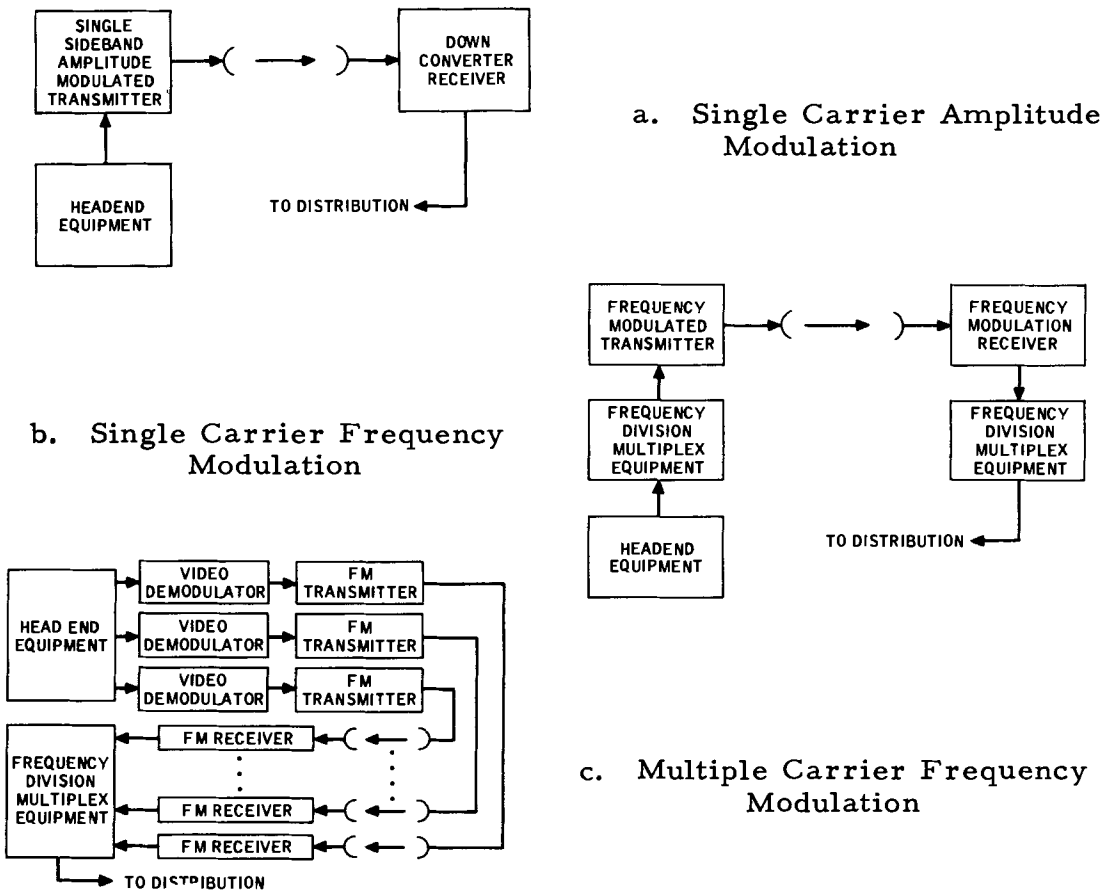 SINGLE
SIDEBAND
AMPLITUDE
MODULATED
TRANSMITTER
DOWN
CONVERTER
RECEIVER
HEADEND
EQUIPMENT
TO DISTRIBUTION
a. Single Carrier Amplitude
Modulation
FREQUENCY
MODULATED
TRANSMITTER
FREQUENCY
MODULATION
RECEIVER
FREQUENCY
DIVISION
MULTIPLEX
EQUIPMENT
FREQUENCY
DIVISION
MULTIPLEX
EQUIPMENT
HEADEND
EQUIPMENT
TO DISTRIBUTION
b. Single Carrier Frequency
Modulation
HEAD END
EQUIPMENT
VIDEO
DEMODULATOR
FM
TRANSMITTER
VIDEO
DEMODULATOR
FM
TRANSMITTER
VIDEO
DEMODULATOR
FM
TRANSMITTER
FREQUENCY
DIVISION
MULTIPLEX
EQUIPMENT
FM RECEIVER
FM RECEIVER
FM RECEIVER
TO DISTRIBUTION
c. Multiple Carrier Frequency
Modulation